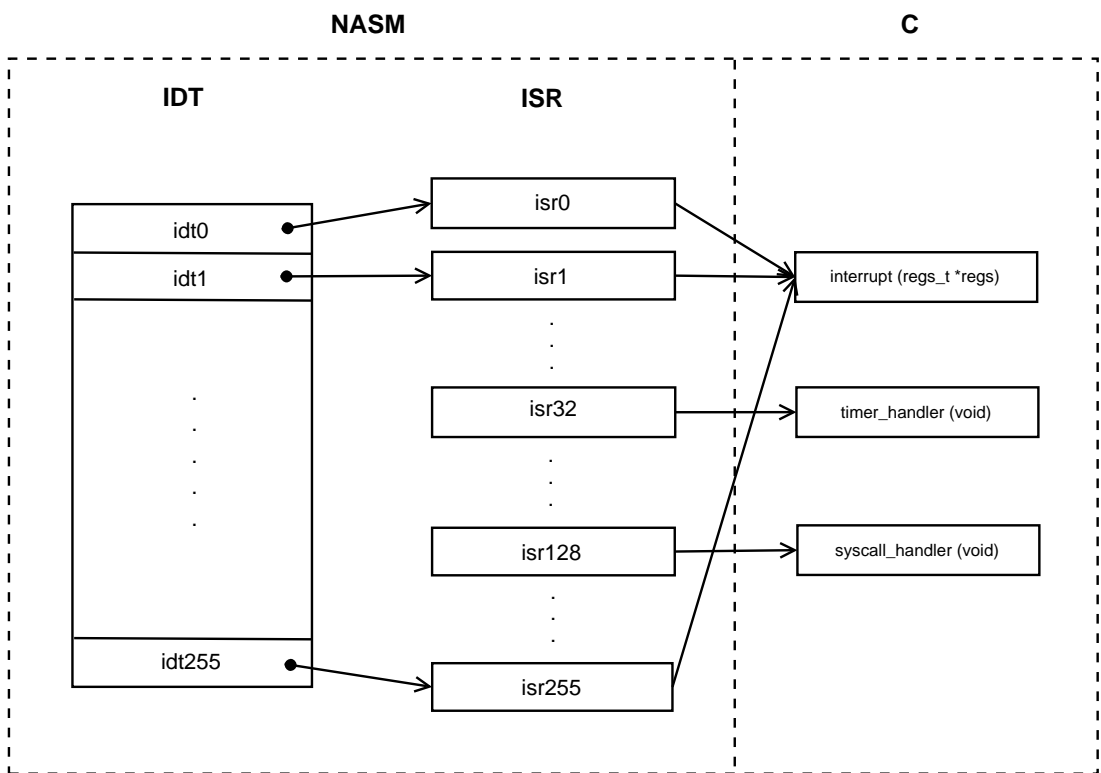 NASM
C
IDT
ISR
isr0
idt0
idt1
isr1
interrupt (regs_t *regs)
.
.
.
isr32
timer_handler (void)
.
.
.
.
.
.
.
.
isr128
syscall_handler (void)
.
.
.
idt255
isr255